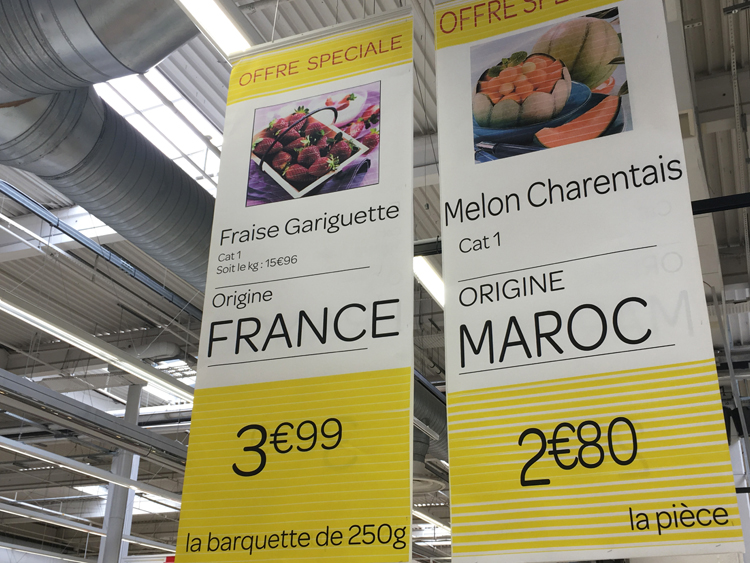 OFFRE SPECIALE
Fraise Gariguette
Cat 1
Soit le kg : 15€96
Origine
FRANCE
3€99
la barquette de 250g
OFFRE SPE
Melon Charentais
Cat 1
ORIGINE
MAROC
2€80
la pièce